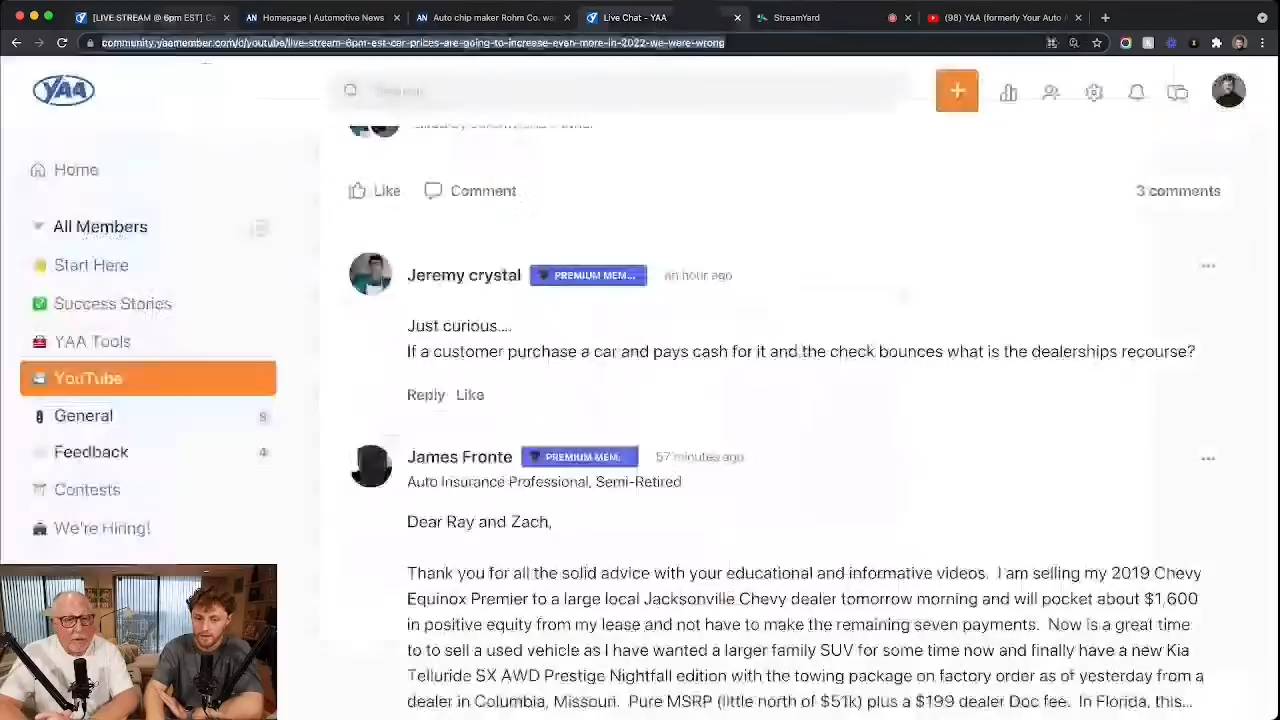 [LIVE STREAM @ 6pm EST] Ca
Homepage | Automotive News
Auto chip maker Rohm Co. wa
Live Chat - YAA
StreamYard
(98) YAA (formerly Your Auto A
community.yaamember.com/c/youtube/live-stream-6pm-est-car-prices-are-going-to-increase-even-more-in-2022-we-were-wrong
YAA
Home
All Members
Start Here
Success Stories
YAA Tools
YouTube
General 8
Feedback 4
Contests
We're Hiring!
Like Comment 3 comments
Jeremy crystal PREMIUM MEM... an hour ago
Just curious....
If a customer purchase a car and pays cash for it and the check bounces what is the dealerships recourse?
Reply Like
James Fronte PREMIUM MEM... 57 minutes ago
Auto Insurance Professional, Semi-Retired
Dear Ray and Zach,
Thank you for all the solid advice with your educational and informative videos. I am selling my 2019 Chevy
Equinox Premier to a large local Jacksonville Chevy dealer tomorrow morning and will pocket about $1,600
in positive equity from my lease and not have to make the remaining seven payments. Now is a great time
to to sell a used vehicle as I have wanted a larger family SUV for some time now and finally have a new Kia
Telluride SX AWD Prestige Nightfall edition with the towing package on factory order as of yesterday from a
dealer in Columbia, Missouri. Pure MSRP (little north of $51k) plus a $199 dealer Doc fee. In Florida, this...